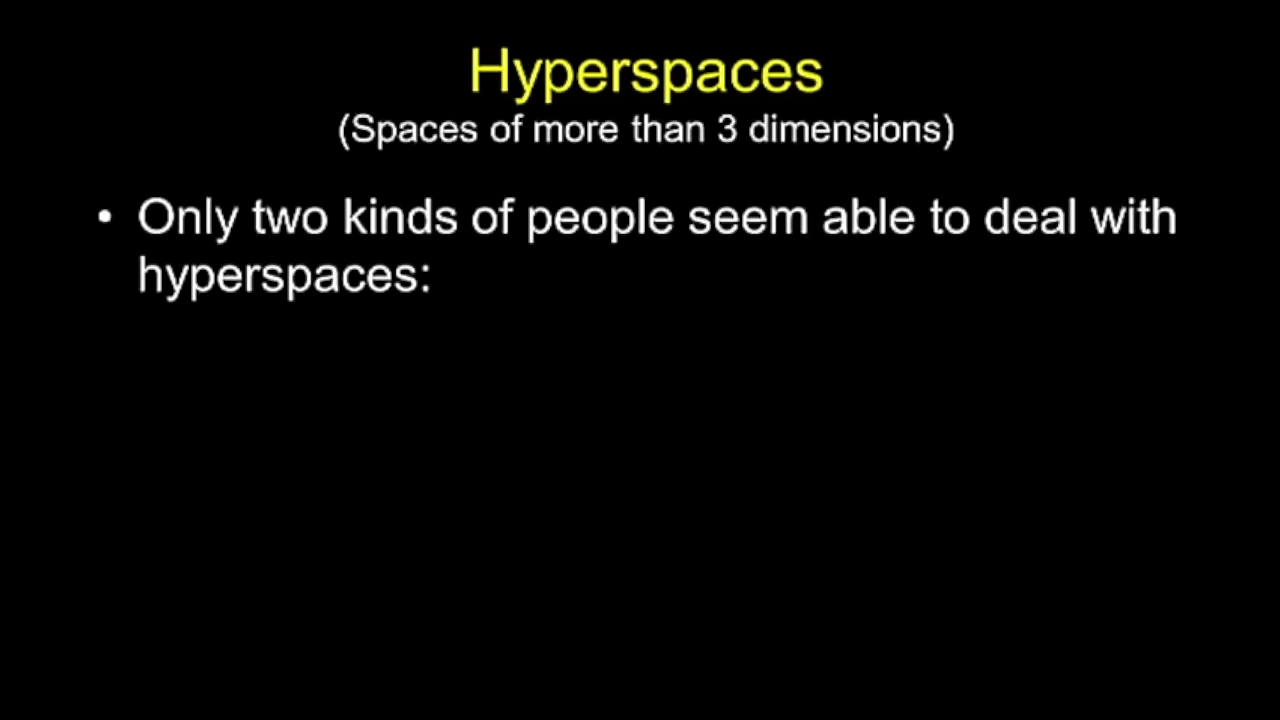 Hyperspaces
(Spaces of more than 3 dimensions)
• Only two kinds of people seem able to deal with
hyperspaces: